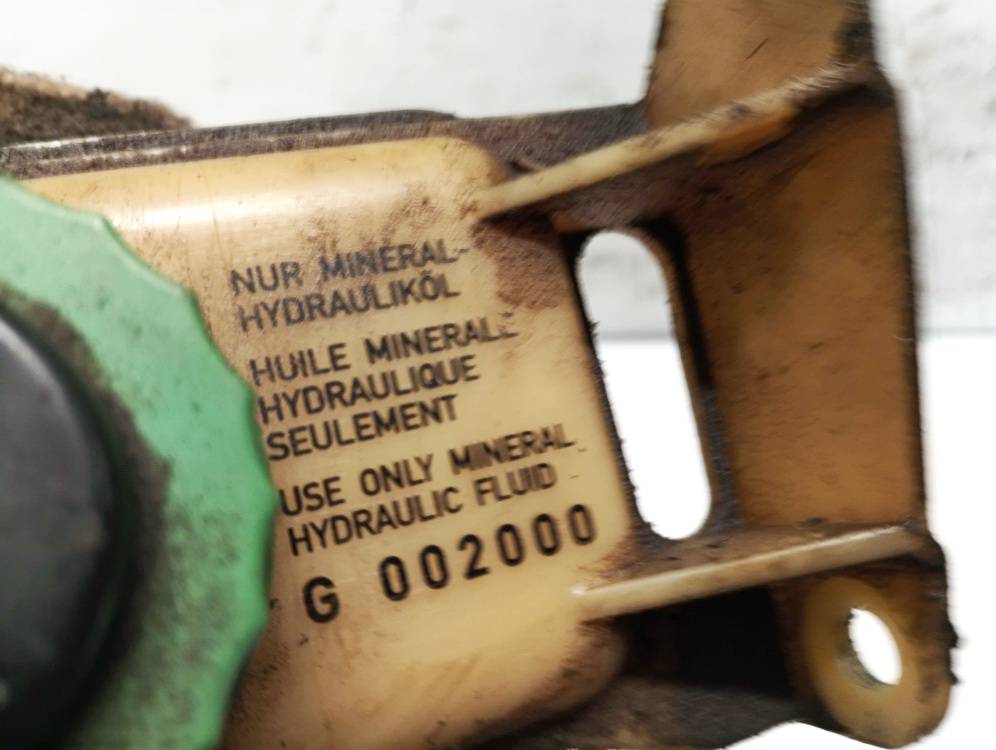 NUR MINERAL-
HYDRAULIKÖL
HUILE MINERALE
HYDRAULIQUE
SEULEMENT
USE ONLY MINERAL
HYDRAULIC FLUID
G 002000